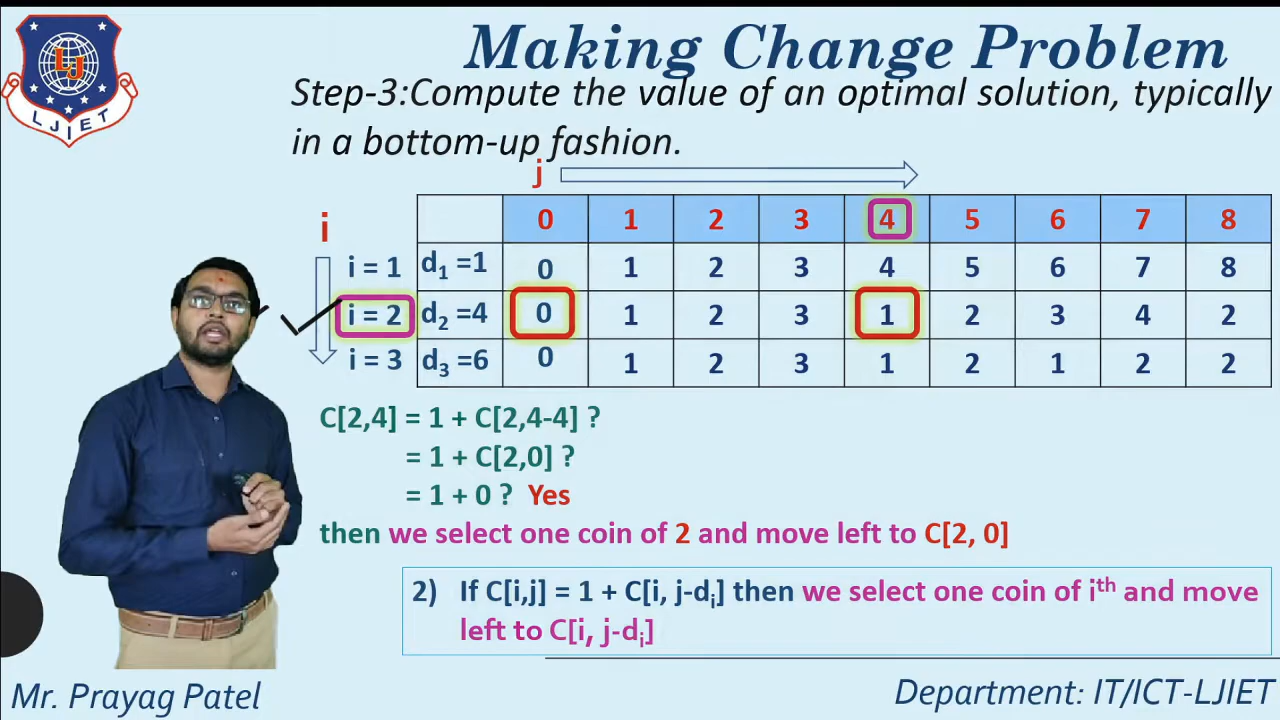 LJIET
Making Change Problem
Step-3:Compute the value of an optimal solution, typically
in a bottom-up fashion.
j
i
0 1 2 3 4 5 6 7 8
i = 1 d₁ =1 0 1 2 3 4 5 6 7 8
i = 2 d₂ =4 0 1 2 3 1 2 3 4 2
i = 3 d₃ =6 0 1 2 3 1 2 1 2 2
C[2,4] = 1 + C[2,4-4] ?
= 1 + C[2,0] ?
= 1 + 0 ? Yes
then we select one coin of 2 and move left to C[2, 0]
2) If C[i,j] = 1 + C[i, j-dᵢ] then we select one coin of iᵗʰ and move
left to C[i, j-dᵢ]
Mr. Prayag Patel
Department: IT/ICT-LJIET